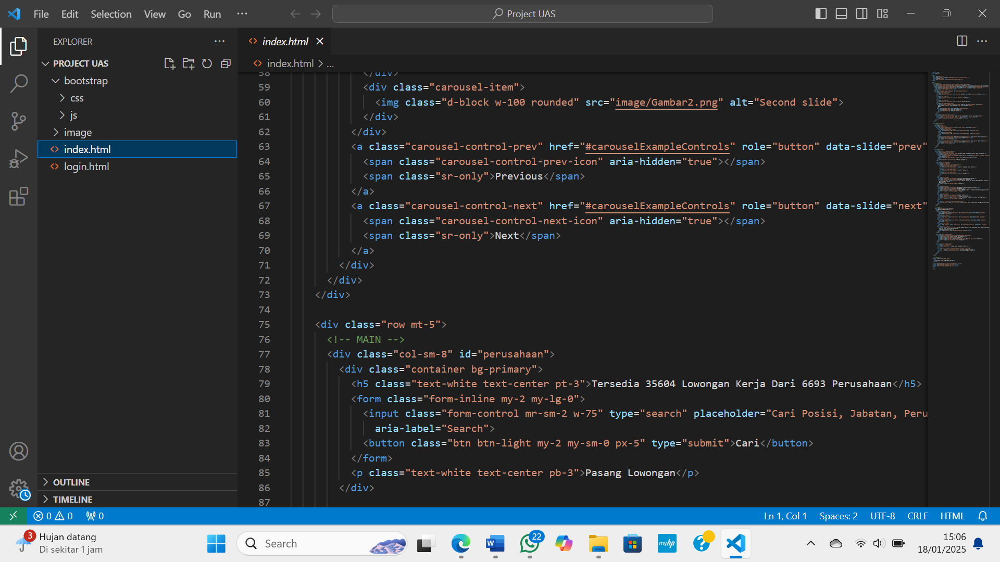 File Edit Selection View Go Run ...
Project UAS
EXPLORER
PROJECT UAS
bootstrap
css
js
image
index.html
login.html
OUTLINE
TIMELINE
index.html
index.html > ...
58 </div>
59 <div class="carousel-item">
60 <img class="d-block w-100 rounded" src="image/Gambar2.png" alt="Second slide">
61 </div>
62 </div>
63 <a class="carousel-control-prev" href="#carouselExampleControls" role="button" data-slide="prev"
64 <span class="carousel-control-prev-icon" aria-hidden="true"></span>
65 <span class="sr-only">Previous</span>
66 </a>
67 <a class="carousel-control-next" href="#carouselExampleControls" role="button" data-slide="next"
68 <span class="carousel-control-next-icon" aria-hidden="true"></span>
69 <span class="sr-only">Next</span>
70 </a>
71 </div>
72 </div>
73 </div>
74
75 <div class="row mt-5">
76 <!-- MAIN -->
77 <div class="col-sm-8" id="perusahaan">
78 <div class="container bg-primary">
79 <h5 class="text-white text-center pt-3">Tersedia 35604 Lowongan Kerja Dari 6693 Perusahaan</h5>
80 <form class="form-inline my-2 my-lg-0">
81 <input class="form-control mr-sm-2 w-75" type="search" placeholder="Cari Posisi, Jabatan, Peru
82 aria-label="Search">
83 <button class="btn btn-light my-2 my-sm-0 px-5" type="submit">Cari</button>
84 </form>
85 <p class="text-white text-center pb-3">Pasang Lowongan</p>
86 </div>
87
0 0 0
Ln 1, Col 1 Spaces: 2 UTF-8 CRLF HTML
3 Hujan datang
Di sekitar 1 jam
Search
W
22
myhp
15:06
18/01/2025